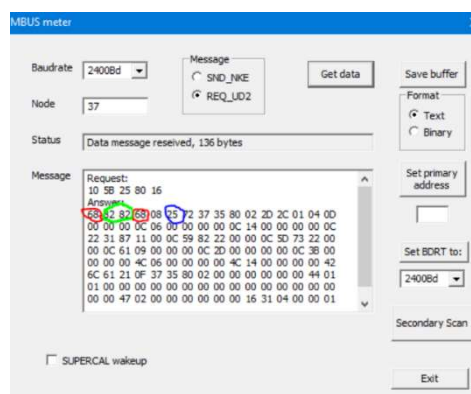 MBUS meter
Baudrate
2400Bd
Message
SND_NKE
REQ_UD2
Get data
Save buffer
Node
37
Format
Text
Binary
Status
Data message reseived, 136 bytes
Message
Request:
10 5B 25 80 16
Answer:
68 82 82 68 08 25 72 37 35 80 02 2D 2C 01 04 0D
00 00 00 0C 06 00 00 00 00 0C 14 00 00 00 0C
22 31 87 11 00 0C 59 82 22 00 00 0C 5D 73 22 00
00 0C 61 09 00 00 00 0C 2D 00 00 00 00 0C 3B 00
00 00 00 4C 06 00 00 00 00 4C 14 00 00 00 00 42
6C 61 21 0F 37 35 80 02 00 00 00 00 00 44 01
01 00 00 00 00 00 00 00 00 00 00 00 00 00 00
00 00 47 02 00 00 00 00 00 16 31 04 00 00 01
Set primary
address
Set BDRT to:
2400Bd
Secondary Scan
SUPERCAL wakeup
Exit